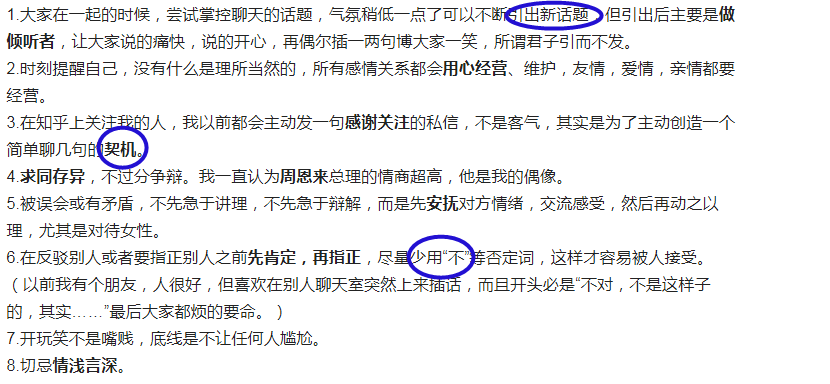 1.大家在一起的时候，尝试掌控聊天的话题，气氛稍低一点了可以不断引出新话题，但引出后主要是做
倾听者，让大家说的痛快，说的开心，再偶尔插一两句博大家一笑，所谓君子引而不发。
2.时刻提醒自己，没有什么是理所当然的，所有感情关系都会用心经营、维护，友情，爱情，亲情都要
经营。
3.在知乎上关注我的人，我以前都会主动发一句感谢关注的私信，不是客气，其实是为了主动创造一个
简单聊几句的契机。
4.求同存异，不过分争辩。我一直认为周恩来总理的情商超高，他是我的偶像。
5.被误会或有矛盾，不先急于讲理，不先急于辩解，而是先安抚对方情绪，交流感受，然后再动之以
理，尤其是对待女性。
6.在反驳别人或者要指正别人之前先肯定，再指正，尽量少用“不”等否定词，这样才容易被人接受。
（以前我有个朋友，人很好，但喜欢在别人聊天室突然上来插话，而且开头必是“不对，不是这样子
的，其实……”最后大家都烦的要命。）
7.开玩笑不是嘴贱，底线是不让任何人尴尬。
8.切忌情浅言深。